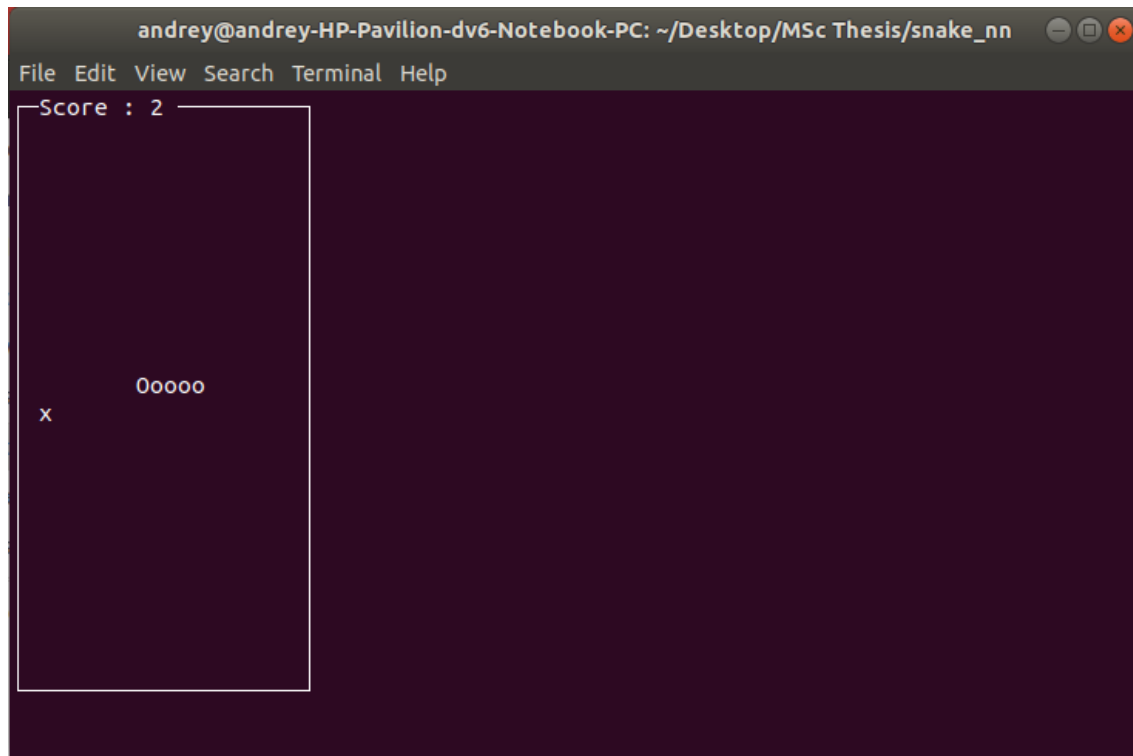 andrey@andrey-HP-Pavilion-dv6-Notebook-PC: ~/Desktop/MSc Thesis/snake_nn
File Edit View Search Terminal Help
Score : 2
Ooooo
x